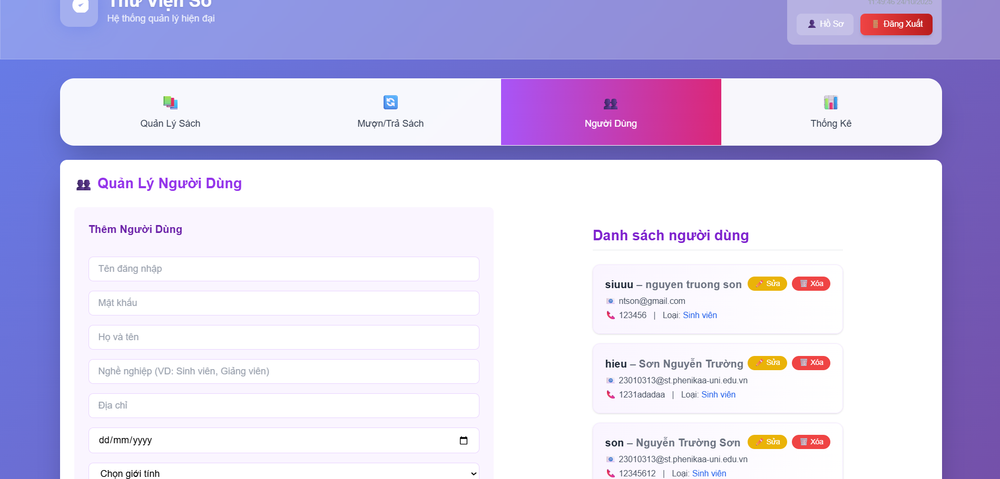 Thư Viện Số
Hệ thống quản lý hiện đại
11:49:46 24/10/2025
Hồ Sơ
Đăng Xuất
Quản Lý Sách
Mượn/Trả Sách
Người Dùng
Thống Kê
Quản Lý Người Dùng
Thêm Người Dùng
Tên đăng nhập
Mật khẩu
Họ và tên
Nghề nghiệp (VD: Sinh viên, Giảng viên)
Địa chỉ
dd/mm/yyyy
Chọn giới tính
Danh sách người dùng
siuuu – nguyen truong son
Sửa
Xóa
ntson@gmail.com
123456 | Loại: Sinh viên
hieu – Sơn Nguyễn Trường
Sửa
Xóa
23010313@st.phenikaa-uni.edu.vn
1231adadaa | Loại: Sinh viên
son – Nguyễn Trường Sơn
Sửa
Xóa
23010313@st.phenikaa-uni.edu.vn
12345612 | Loại: Sinh viên